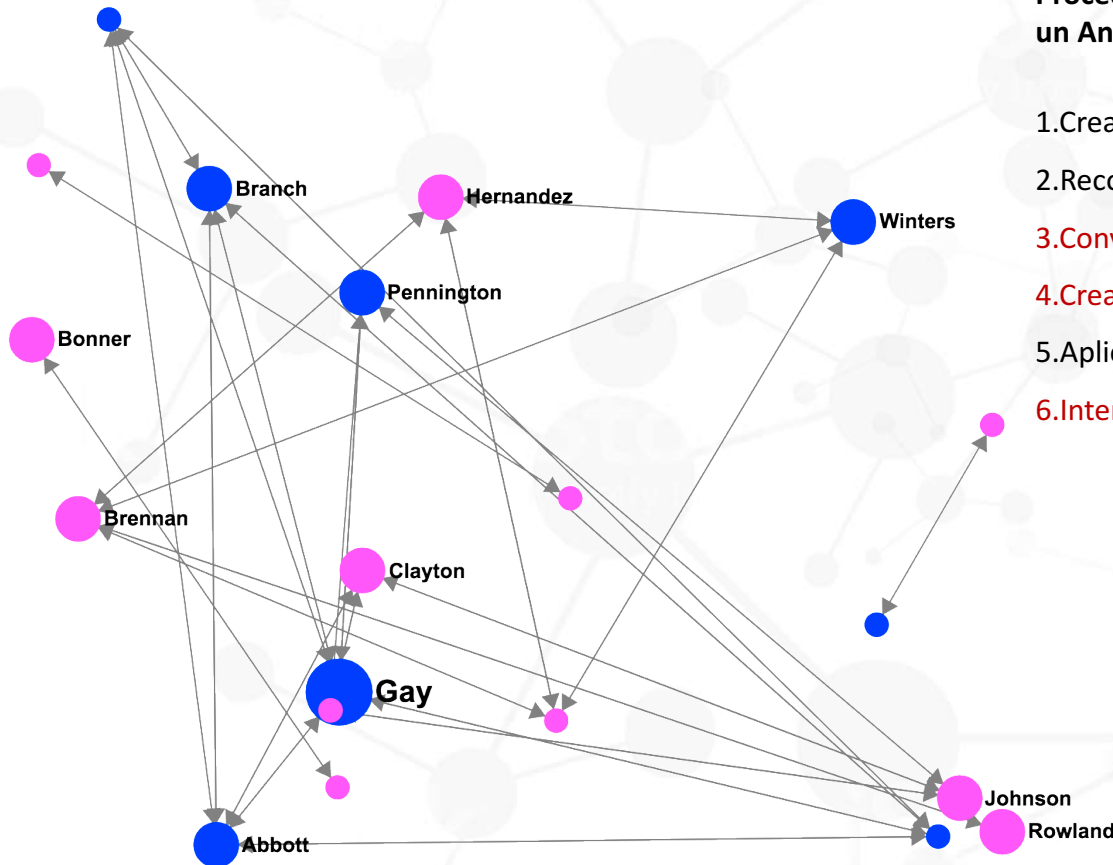 un An
1.Crea
2.Reco
3.Conv
4.Crea
5.Aplic
6.Inter
Branch
Hernandez
Winters
Pennington
Bonner
Brennan
Clayton
Gay
Johnson
Rowland
Abbott